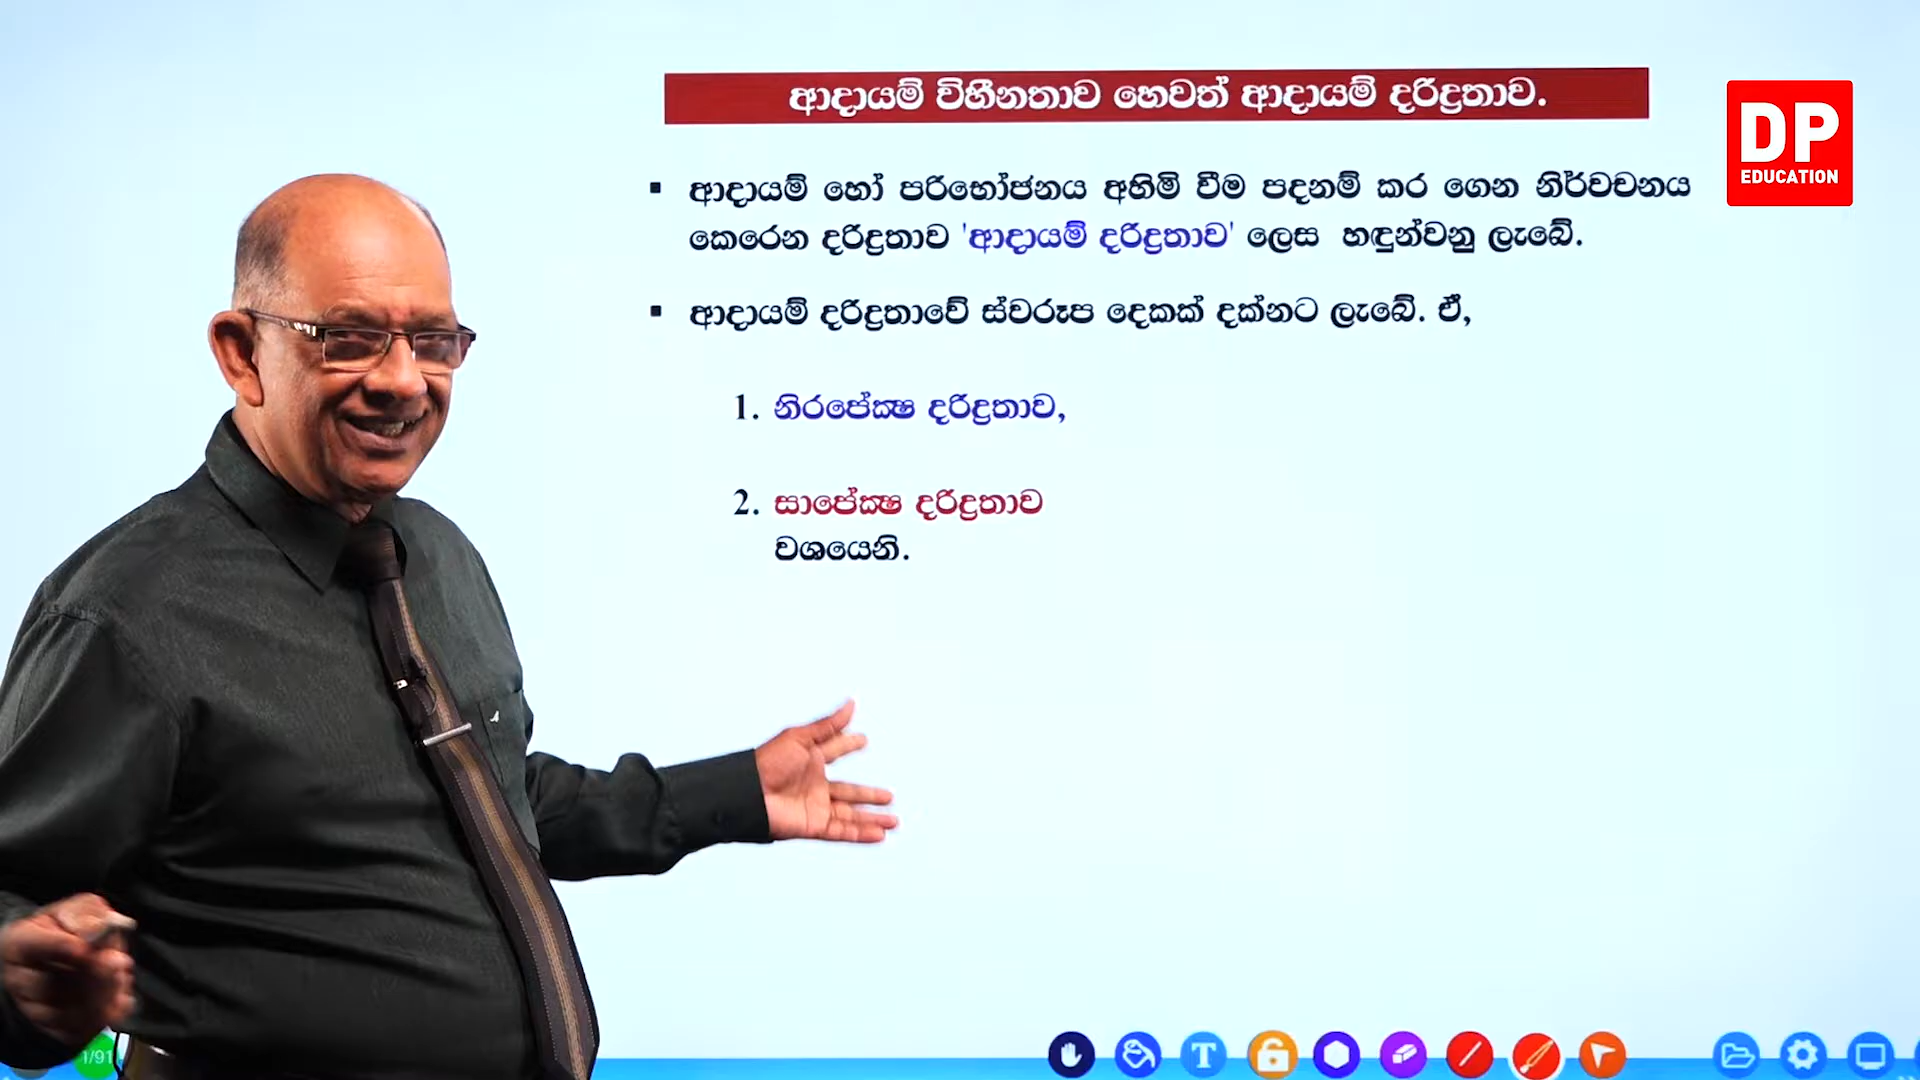 ආදායම් විහීනතාව හෙවත් ආදායම් දරිද්‍රතාව.
DP
EDUCATION
▪ ආදායම් හෝ පරිභෝජනය අහිමි වීම පදනම් කර ගෙන නිර්වචනය
කෙරෙන දරිද්‍රතාව 'ආදායම් දරිද්‍රතාව' ලෙස හඳුන්වනු ලැබේ.
▪ ආදායම් දරිද්‍රතාවේ ස්වරූප දෙකක් දක්නට ලැබේ. ඒ,
1. නිරපේක්‍ෂ දරිද්‍රතාව,
2. සාපේක්‍ෂ දරිද්‍රතාව
වශයෙනි.
1/91
T